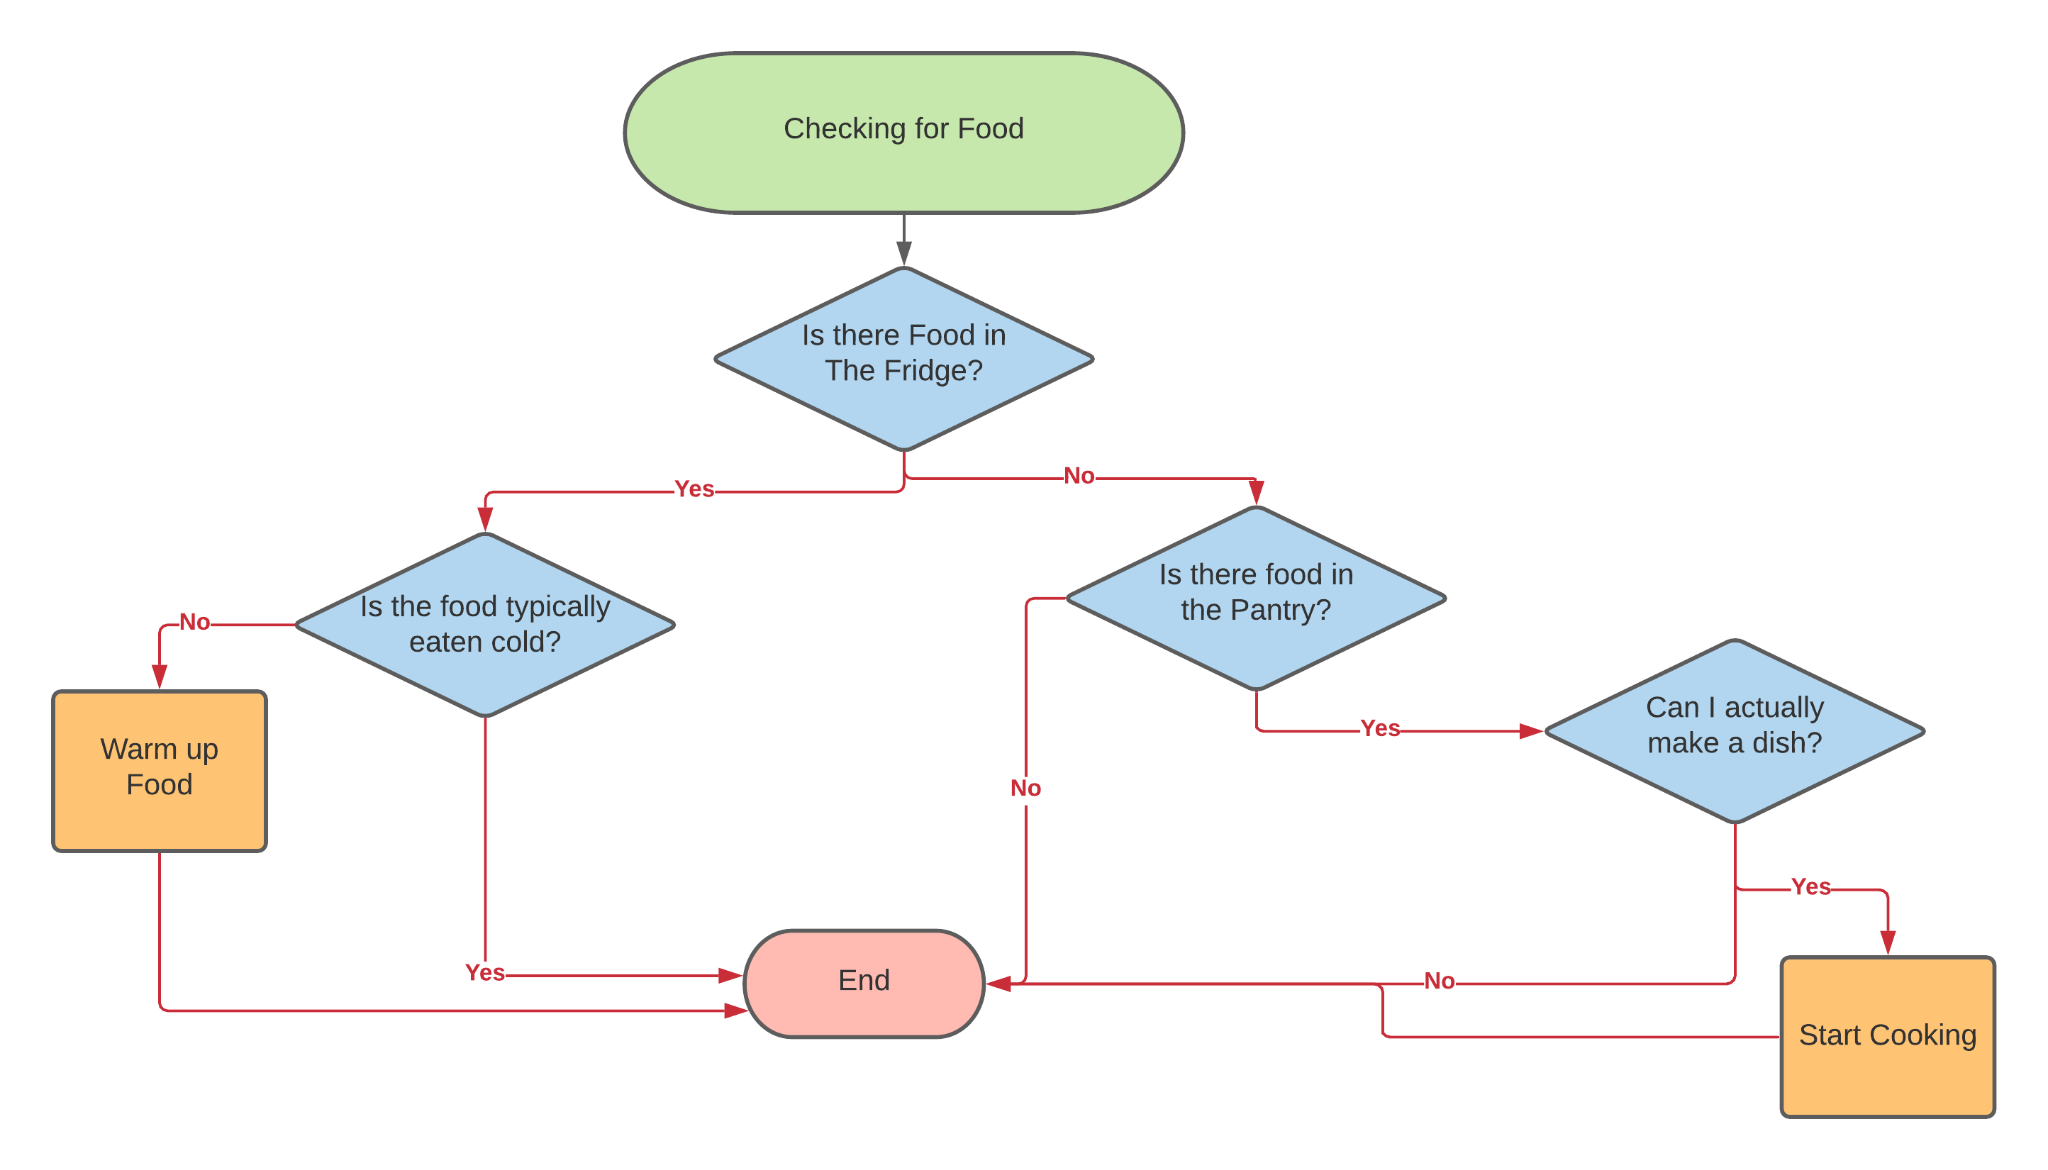 Checking for Food
Is there Food in
The Fridge?
Yes
No
Is the food typically
eaten cold?
No
Is there food in
the Pantry?
Warm up
Food
Yes
Can I actually
make a dish?
No
Yes
Yes
End
No
Start Cooking